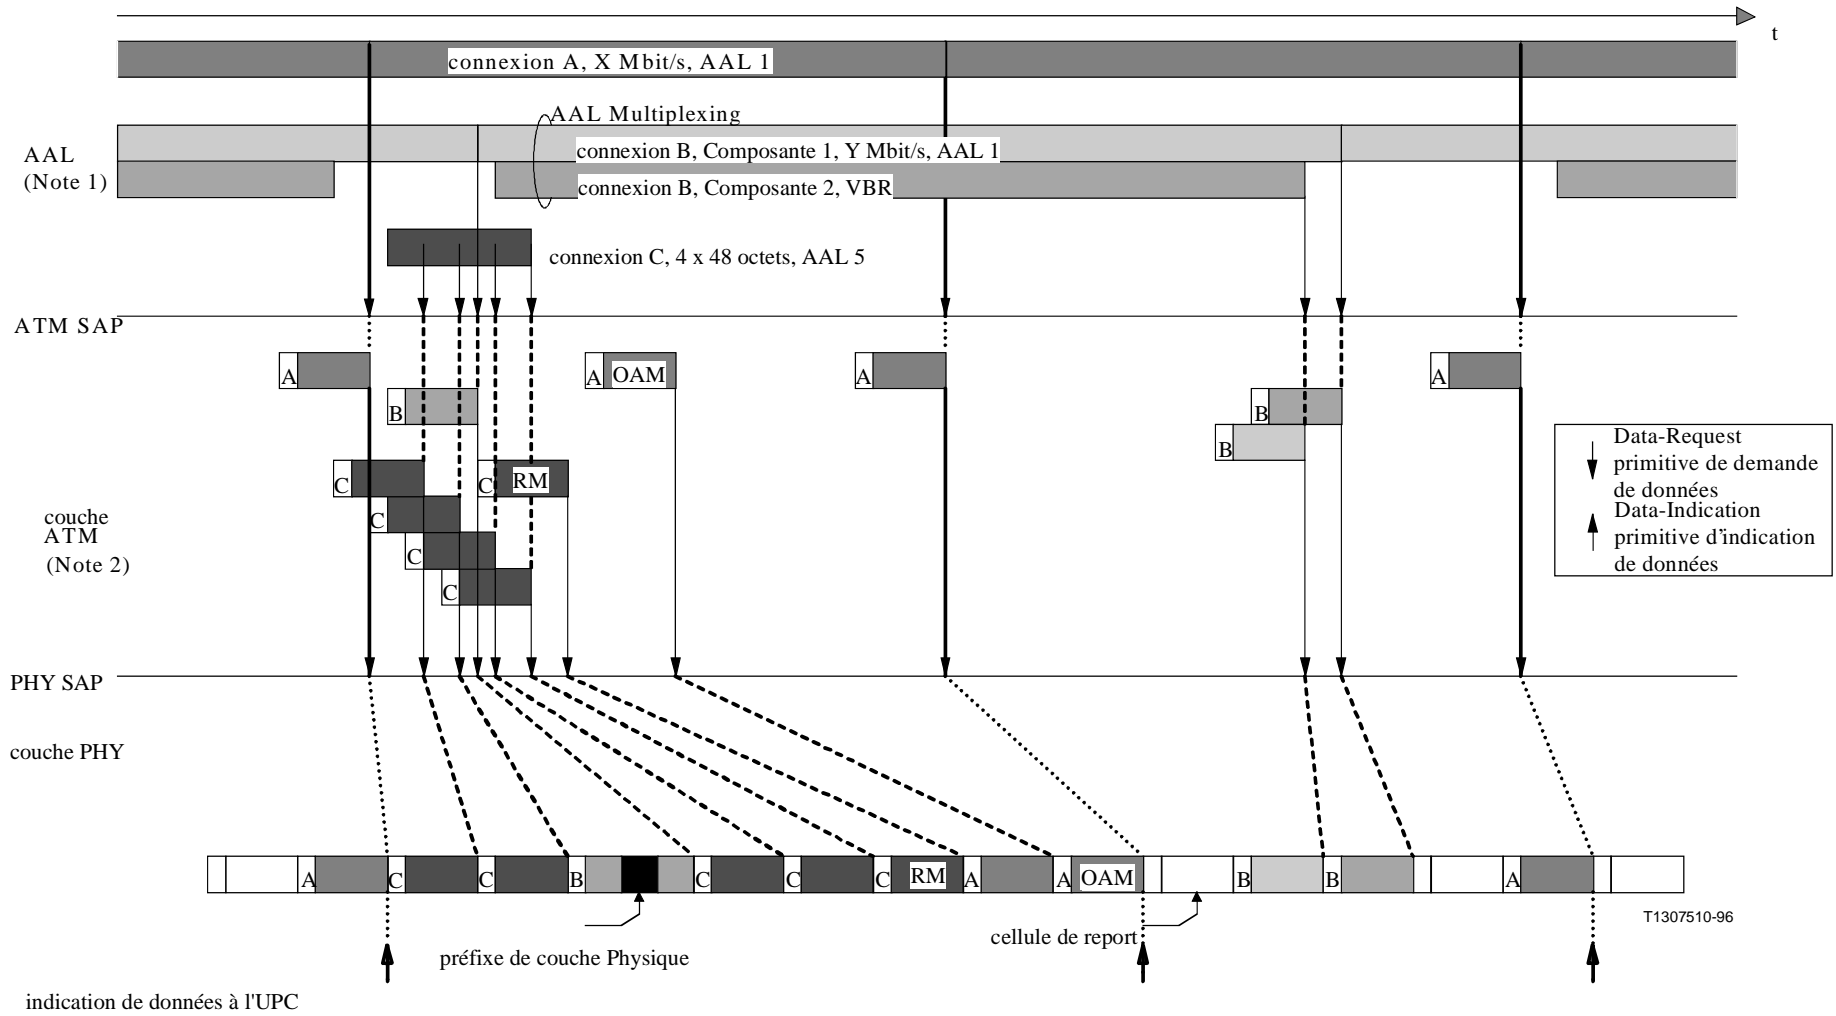 t
connexion A, X Mbit/s, AAL 1
AAL Multiplexing
AAL
(Note 1)
connexion B, Composante 1, Y Mbit/s, AAL 1
connexion B, Composante 2, VBR
connexion C, 4 x 48 octets, AAL 5
ATM SAP
A
A OAM
A
A
B
B
B
C
C RM
C
C
C
couche
ATM
(Note 2)
Data-Request
primitive de demande
de données
Data-Indication
primitive d'indication
de données
PHY SAP
couche PHY
A C C B C C C RM A A OAM B B A
T1307510-96
préfixe de couche Physique
cellule de report
indication de données à l'UPC